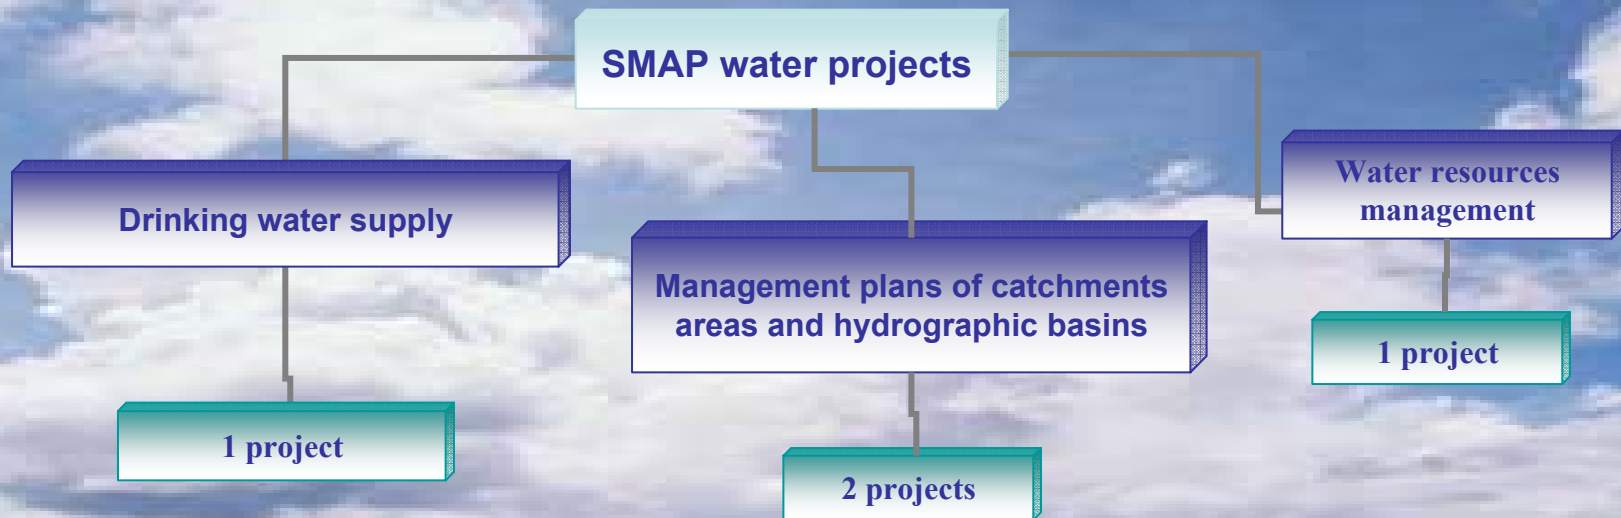 SMAP water projects
Drinking water supply
Management plans of catchments
areas and hydrographic basins
Water resources
management
1 project
2 projects
1 project